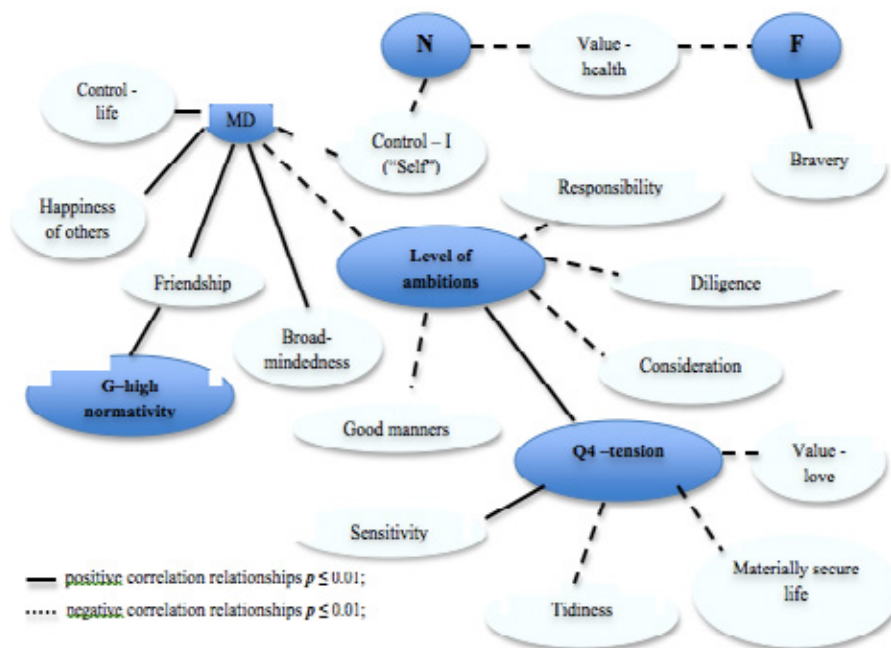 N
Value -
health
F
Control -
life
MD
Control – I
("Self")
Bravery
Responsibility
Happiness
of others
Level of
ambitions
Diligence
Friendship
Broad-
mindedness
Consideration
G–high
normativity
Good manners
Q4 –tension
Value -
love
Sensitivity
Materially secure
life
Tidiness
positive correlation relationships p ≤ 0.01;
negative correlation relationships p ≤ 0.01;